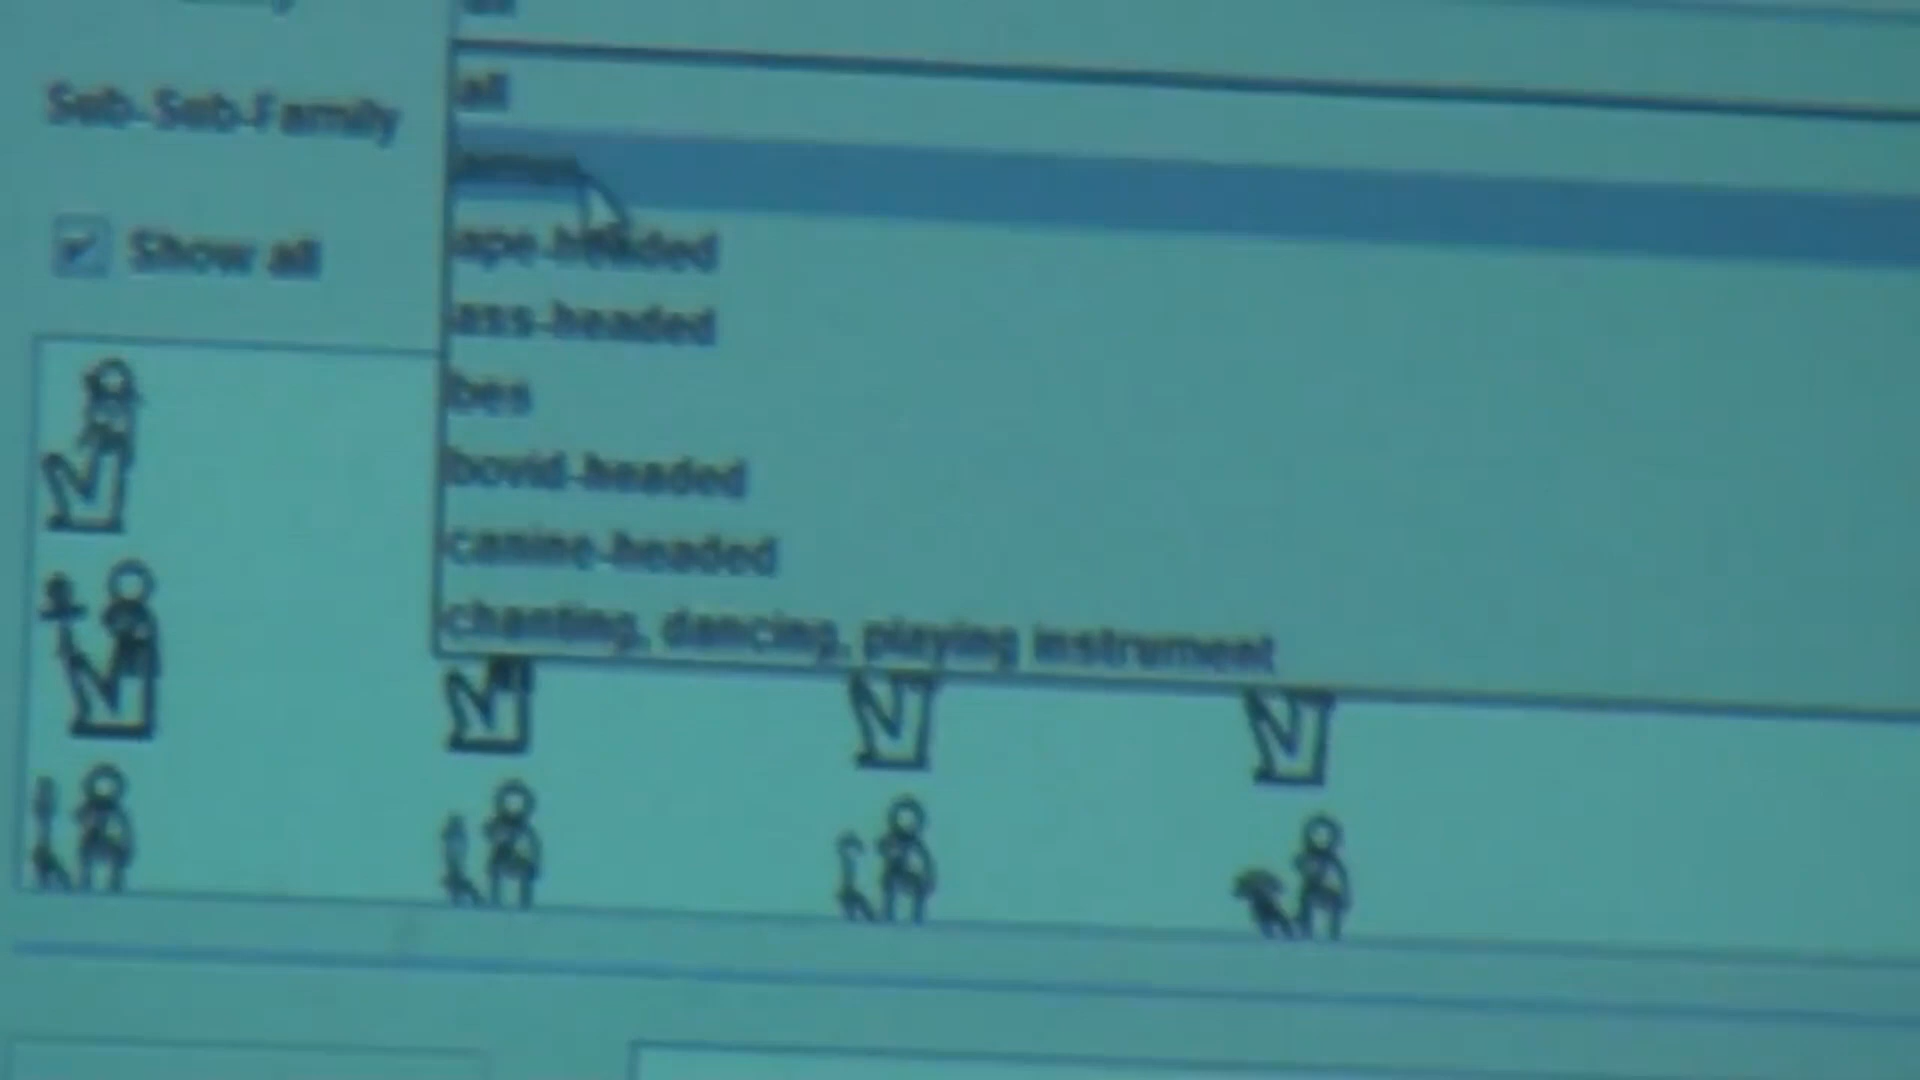 all
Sub-Sub-Family
all
Show all
ape-headed
ass-headed
bes
bovid-headed
canine-headed
chanting, dancing, playing instrument